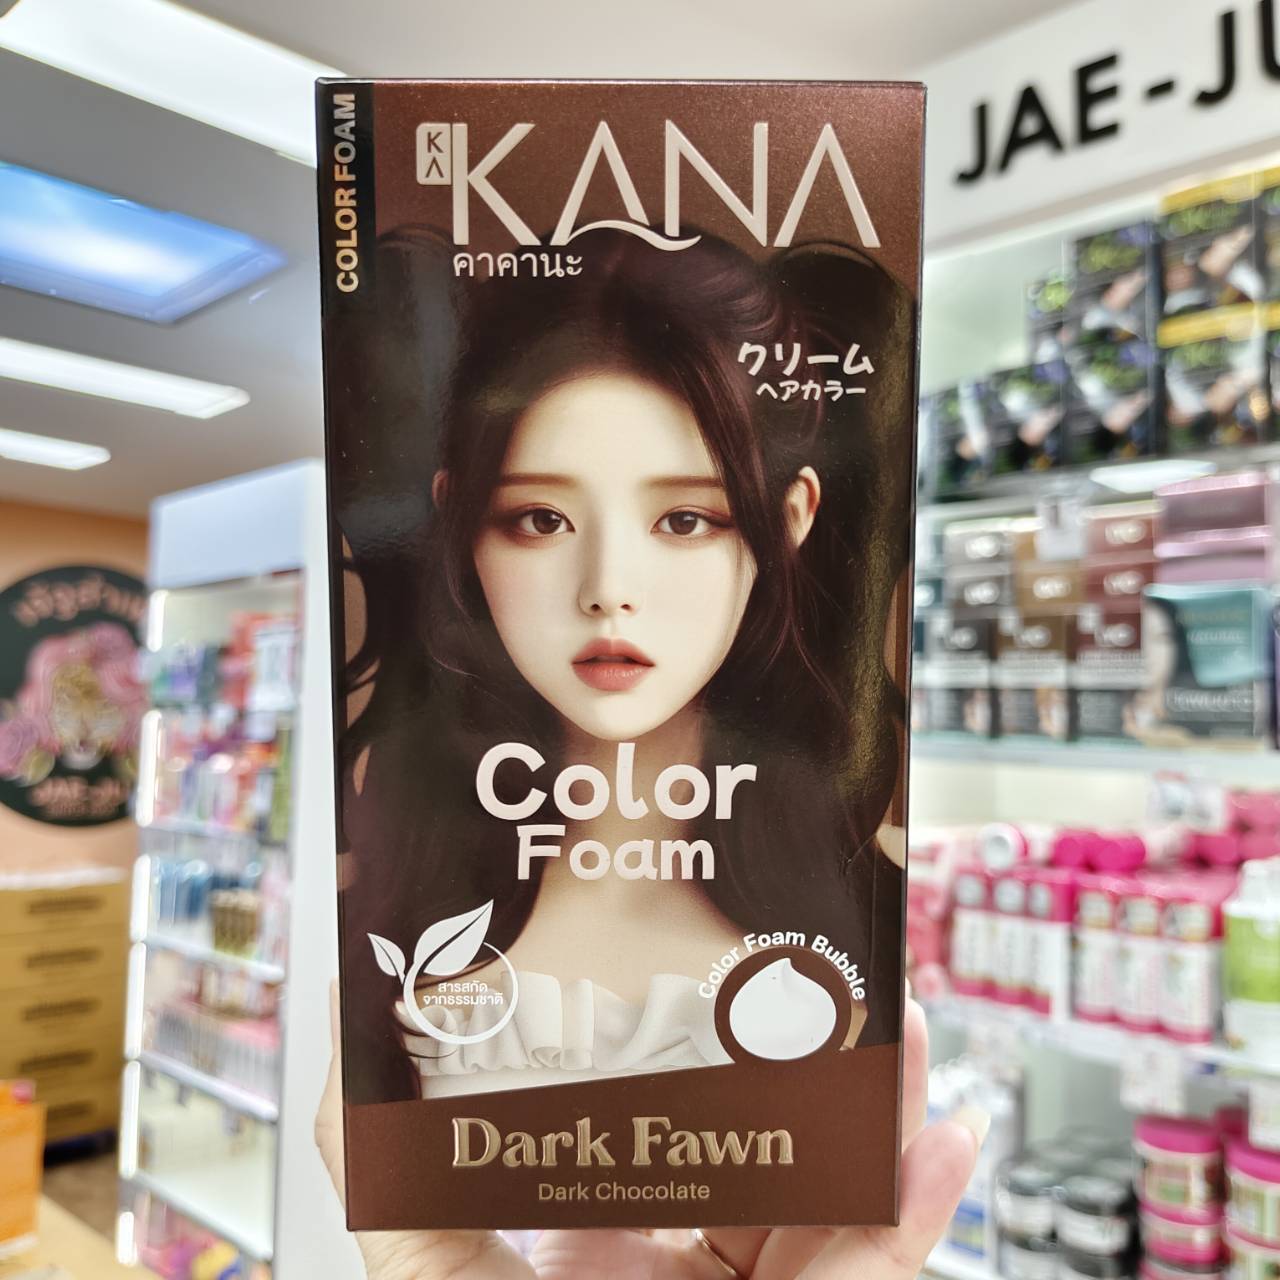 COLOR FOAM
KA
KANA
คาคานะ
クリーム
ヘアカラー
Color
Foam
สารสกัด
จากธรรมชาติ
Color Foam Bubble
Dark Fawn
Dark Chocolate
JAE-JU
JAE-JU